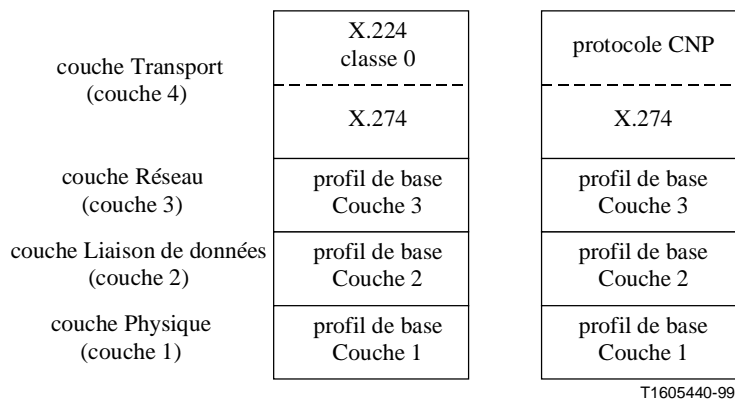 couche Transport
(couche 4)
X.224
classe 0
protocole CNP
X.274
X.274
couche Réseau
(couche 3)
profil de base
Couche 3
profil de base
Couche 3
couche Liaison de données
(couche 2)
profil de base
Couche 2
profil de base
Couche 2
couche Physique
(couche 1)
profil de base
Couche 1
profil de base
Couche 1
T1605440-99